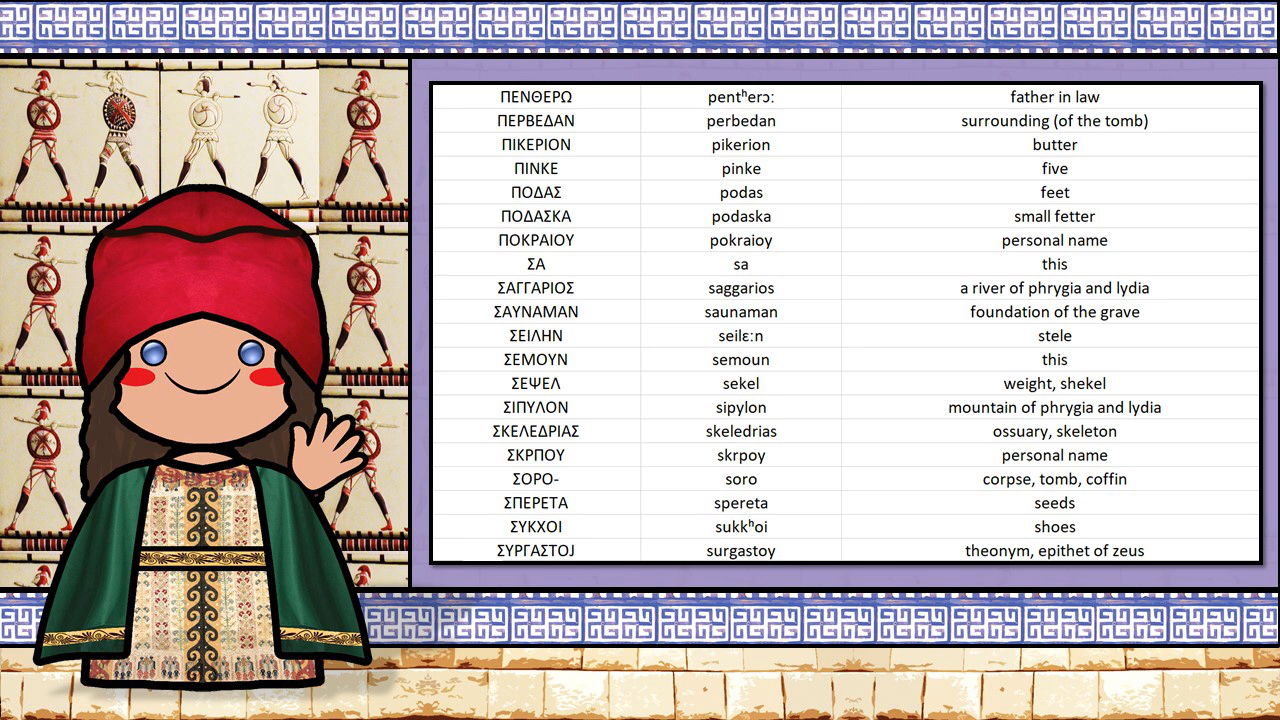 ΠΕΝΘΕΡΩ pentʰerɔː father in law
ΠΕΡΒΕΔΑΝ perbedan surrounding (of the tomb)
ΠΙΚΕΡΙΟΝ pikerion butter
ΠΙΝΚΕ pinke five
ΠΟΔΑΣ podas feet
ΠΟΔΑΣΚΑ podaska small fetter
ΠΟΚΡΑΙΟΥ pokraioy personal name
ΣΑ sa this
ΣΑΓΓΑΡΙΟΣ saggarios a river of phrygia and lydia
ΣΑΥΝΑΜΑΝ saunaman foundation of the grave
ΣΕΙΛΗΝ seilɛːn stele
ΣΕΜΟΥΝ semoun this
ΣΕΨΕΛ sekel weight, shekel
ΣΙΠΥΛΟΝ sipylon mountain of phrygia and lydia
ΣΚΕΛΕΔΡΙΑΣ skeledrias ossuary, skeleton
ΣΚΡΠΟΥ skrpoy personal name
ΣΟΡΟ- soro corpse, tomb, coffin
ΣΠΕΡΕΤΑ spereta seeds
ΣΥΚΧΟΙ sukkʰoi shoes
ΣΥΡΓΑΣΤΟJ surgastoy theonym, epithet of zeus